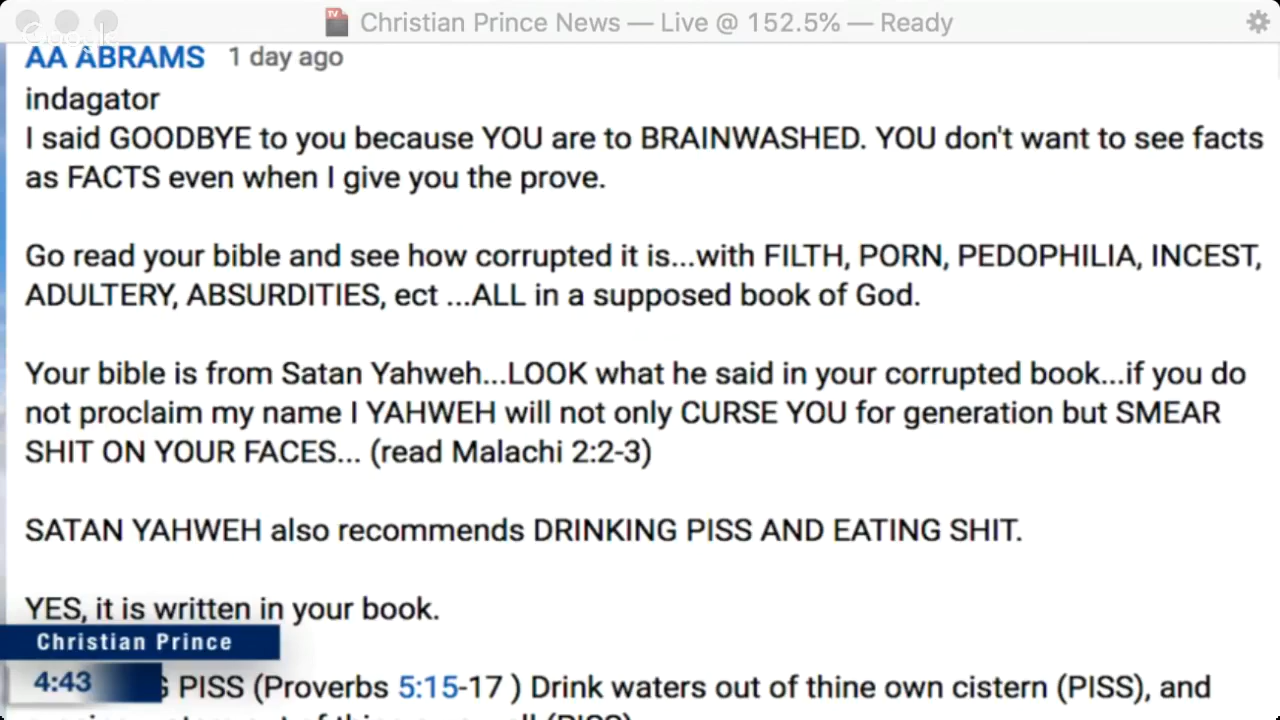 Christian Prince News — Live @ 152.5% — Ready
Google
AA ABRAMS 1 day ago
indagator
I said GOODBYE to you because YOU are to BRAINWASHED. YOU don't want to see facts
as FACTS even when I give you the prove.
Go read your bible and see how corrupted it is...with FILTH, PORN, PEDOPHILIA, INCEST,
ADULTERY, ABSURDITIES, ect ...ALL in a supposed book of God.
Your bible is from Satan Yahweh...LOOK what he said in your corrupted book...if you do
not proclaim my name I YAHWEH will not only CURSE YOU for generation but SMEAR
SHIT ON YOUR FACES... (read Malachi 2:2-3)
SATAN YAHWEH also recommends DRINKING PISS AND EATING SHIT.
YES, it is written in your book.
Christian Prince
4:43
PISS (Proverbs 5:15-17 ) Drink waters out of thine own cistern (PISS), and